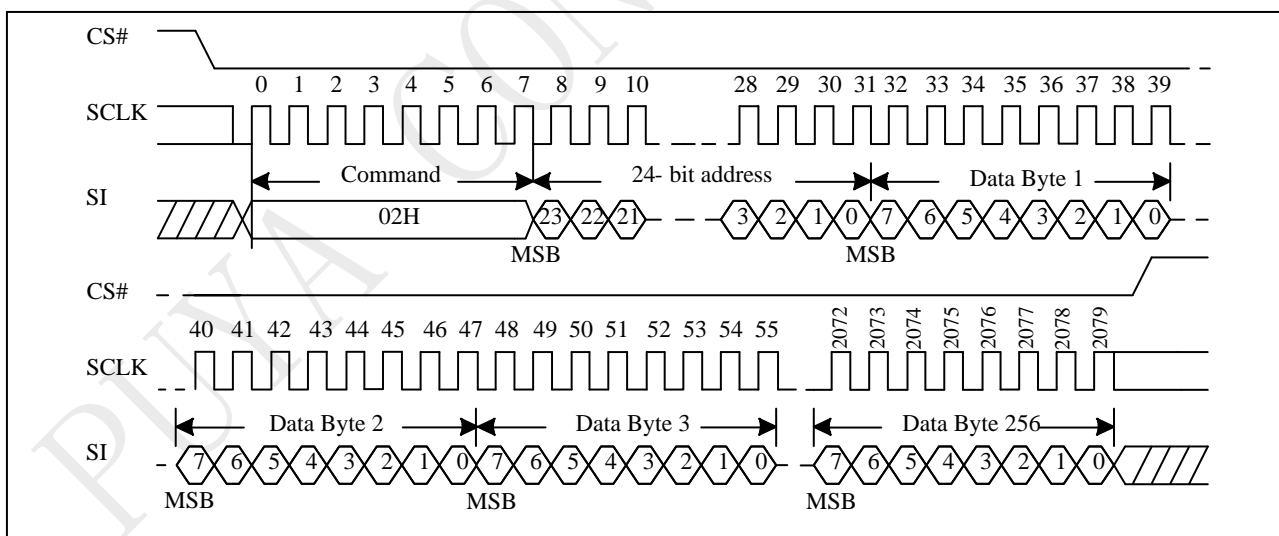 CS#
0 1 2 3 4 5 6 7 8 9 10 28 29 30 31 32 33 34 35 36 37 38 39
SCLK
Command 24- bit address Data Byte 1
SI
02H 23 22 21 3 2 1 0 7 6 5 4 3 2 1 0
MSB MSB
CS#
40 41 42 43 44 45 46 47 48 49 50 51 52 53 54 55 2072 2073 2074 2075 2076 2077 2078 2079
SCLK
Data Byte 2 Data Byte 3 Data Byte 256
SI
7 6 5 4 3 2 1 0 7 6 5 4 3 2 1 0 7 6 5 4 3 2 1 0
MSB MSB MSB
PUYA CON